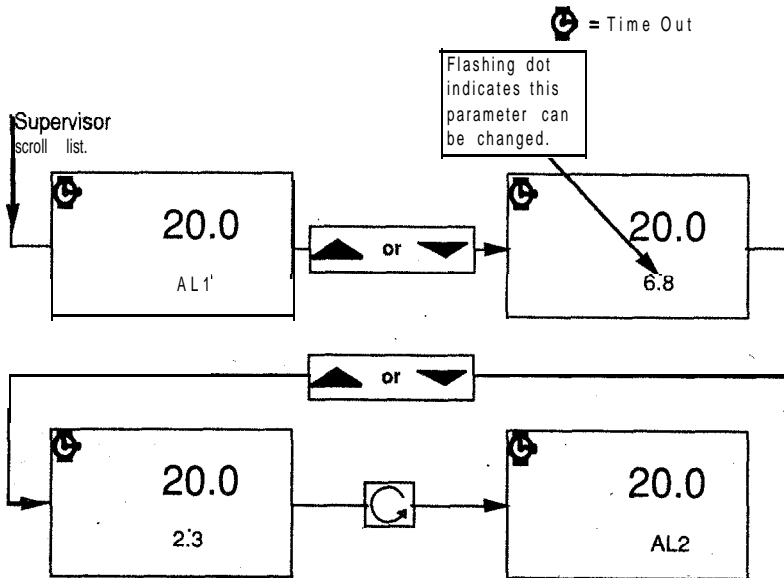 = Time Out
Flashing dot
indicates this
parameter can
be changed.
Supervisor
scroll list.
20.0
AL1
or
20.0
6.8
or
20.0
2.3
20.0
AL2